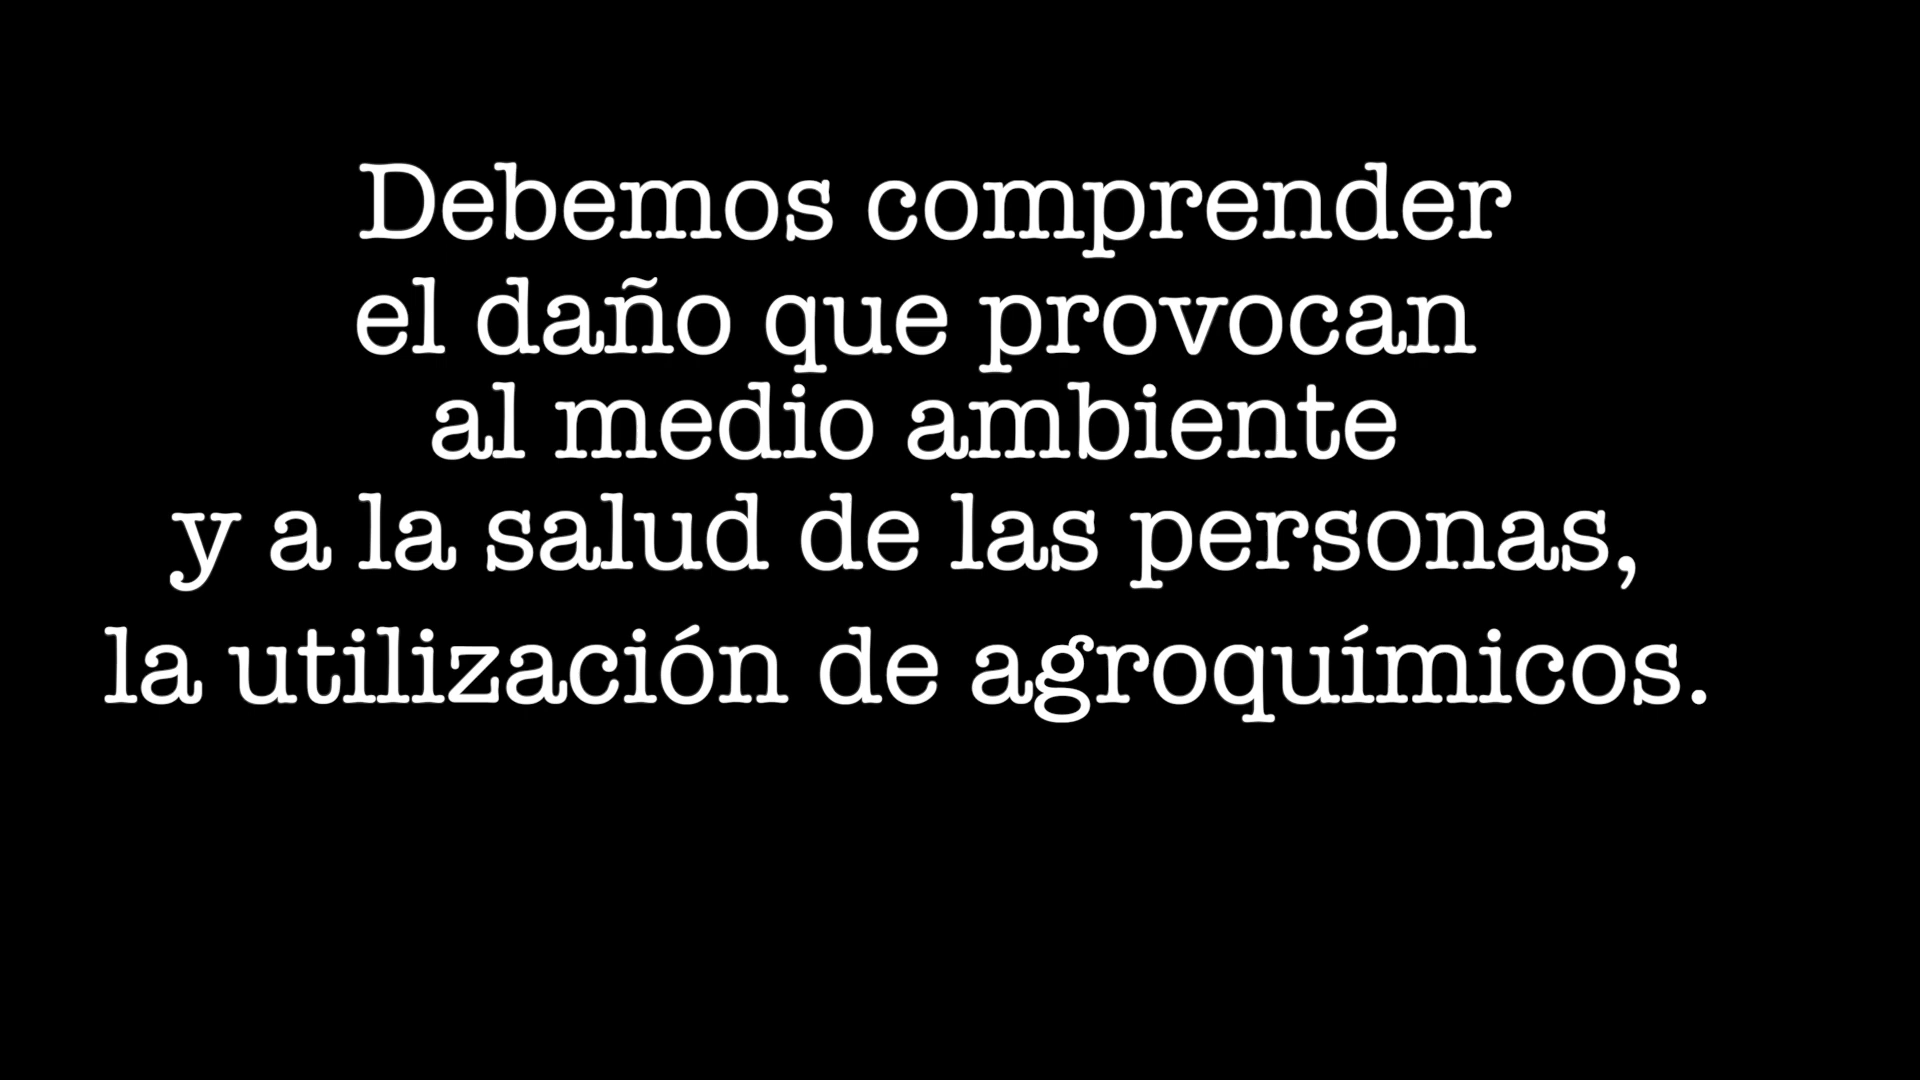 Debemos comprender
el daño que provocan
al medio ambiente
y a la salud de las personas,
la utilización de agroquímicos.